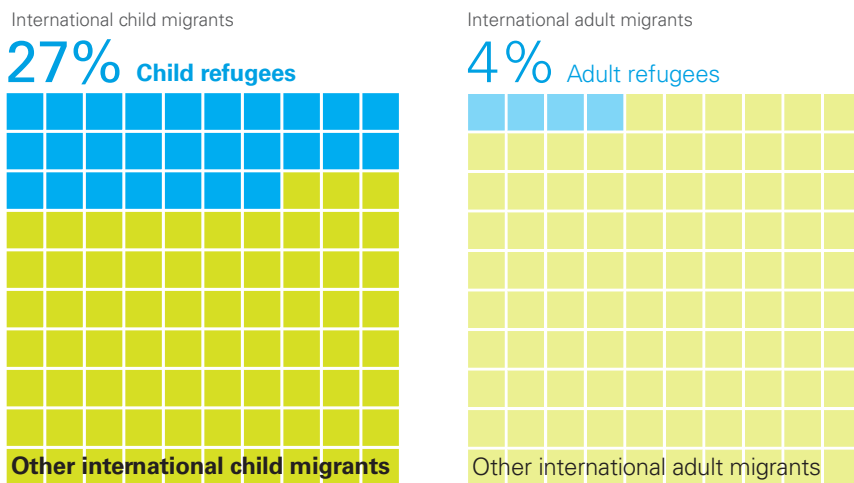 International child migrants
27% Child refugees
Other international child migrants
International adult migrants
4% Adult refugees
Other international adult migrants